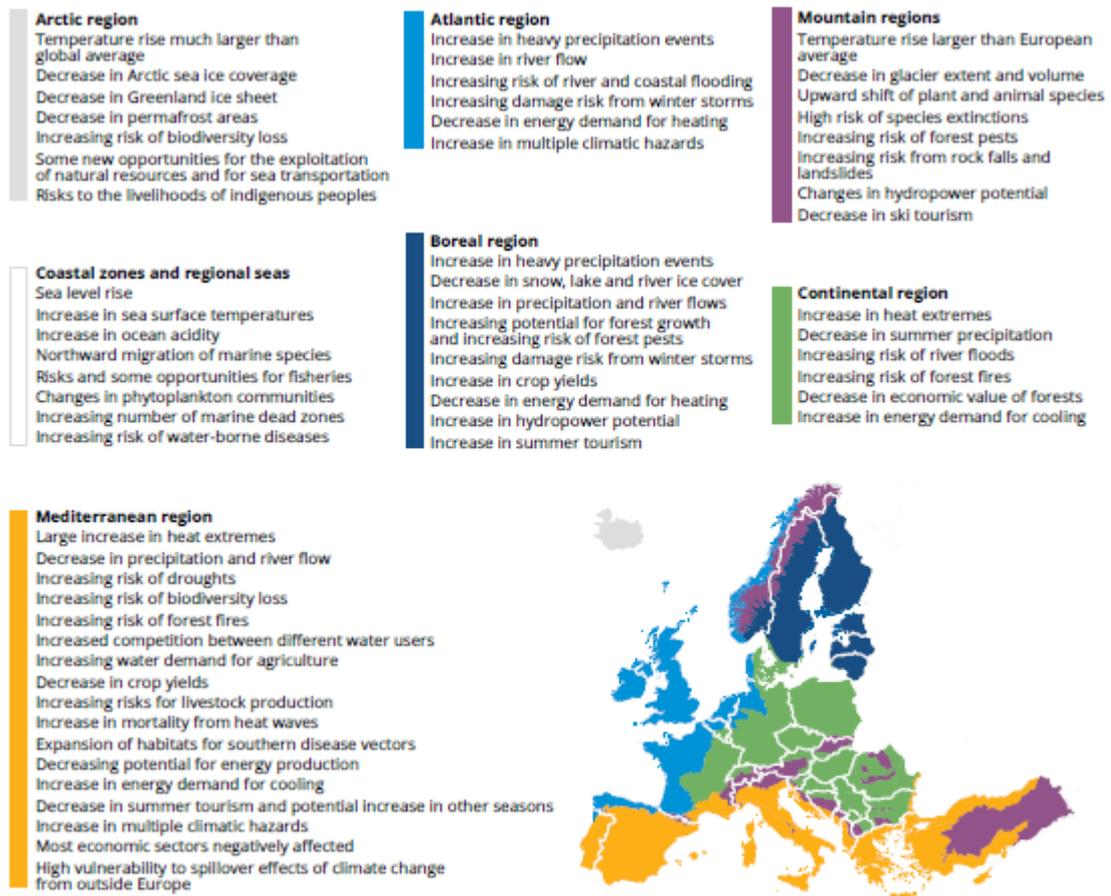 Arctic region
Temperature rise much larger than
global average
Decrease in Arctic sea ice coverage
Decrease in Greenland ice sheet
Decrease in permafrost areas
Increasing risk of biodiversity loss
Some new opportunities for the exploitation
of natural resources and for sea transportation
Risks to the livelihoods of indigenous peoples
Atlantic region
Increase in heavy precipitation events
Increase in river flow
Increasing risk of river and coastal flooding
Increasing damage risk from winter storms
Decrease in energy demand for heating
Increase in multiple climatic hazards
Mountain regions
Temperature rise larger than European
average
Decrease in glacier extent and volume
Upward shift of plant and animal species
High risk of species extinctions
Increasing risk of forest pests
Increasing risk from rock falls and
landslides
Changes in hydropower potential
Decrease in ski tourism
Coastal zones and regional seas
Sea level rise
Increase in sea surface temperatures
Increase in ocean acidity
Northward migration of marine species
Risks and some opportunities for fisheries
Changes in phytoplankton communities
Increasing number of marine dead zones
Increasing risk of water-borne diseases
Boreal region
Increase in heavy precipitation events
Decrease in snow, lake and river ice cover
Increase in precipitation and river flows
Increasing potential for forest growth
and increasing risk of forest pests
Increasing damage risk from winter storms
Increase in crop yields
Decrease in energy demand for heating
Increase in hydropower potential
Increase in summer tourism
Continental region
Increase in heat extremes
Decrease in summer precipitation
Increasing risk of river floods
Increasing risk of forest fires
Decrease in economic value of forests
Increase in energy demand for cooling
Mediterranean region
Large increase in heat extremes
Decrease in precipitation and river flow
Increasing risk of droughts
Increasing risk of biodiversity loss
Increasing risk of forest fires
Increased competition between different water users
Increasing water demand for agriculture
Decrease in crop yields
Increasing risks for livestock production
Increase in mortality from heat waves
Expansion of habitats for southern disease vectors
Decreasing potential for energy production
Increase in energy demand for cooling
Decrease in summer tourism and potential increase in other seasons
Increase in multiple climatic hazards
Most economic sectors negatively affected
High vulnerability to spillover effects of climate change
from outside Europe